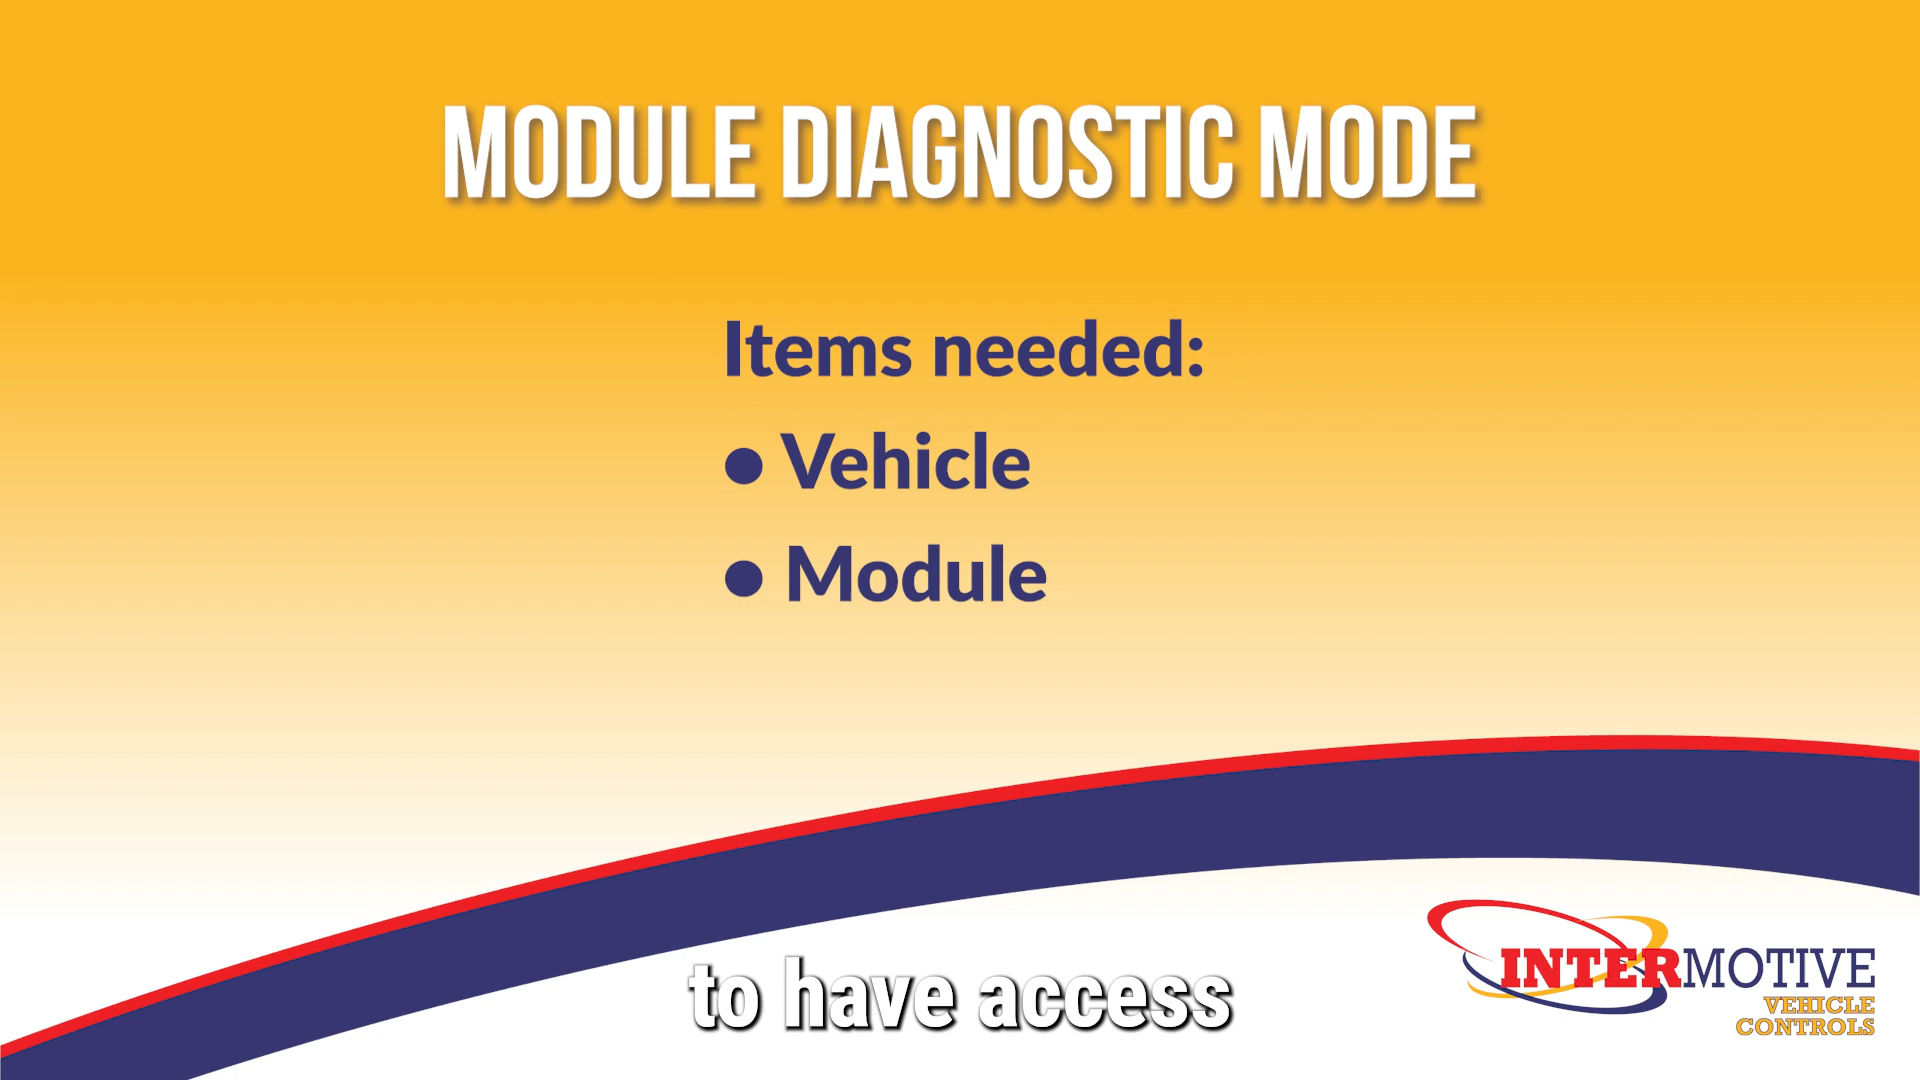 MODULE DIAGNOSTIC MODE
Items needed:
● Vehicle
● Module
to have access
INTERMOTIVE
VEHICLE
CONTROLS